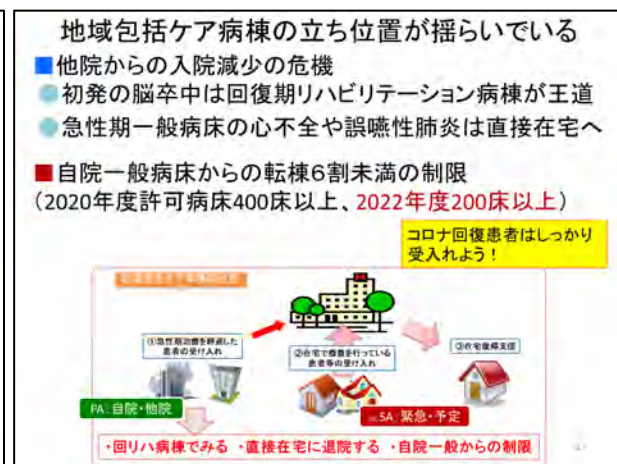 地域包括ケア病棟の立ち位置が揺らいでいる
■他院からの入院減少の危機
●初発の脳卒中は回復期リハビリテーション病棟が王道
●急性期一般病床の心不全や誤嚥性肺炎は直接在宅へ
■自院一般病床からの転棟6割未満の制限
(2020年度許可病床400床以上、2022年度200床以上)
コロナ回復患者はしっかり
受入れよう!
①急性期治療を経過した
患者の受け入れ
②在宅で療養を行っている
患者等の受け入れ
③在宅復帰支援
PA:自院・他院
SA:緊急・予定
・回リハ病棟でみる ・直接在宅に退院する ・自院一般からの制限